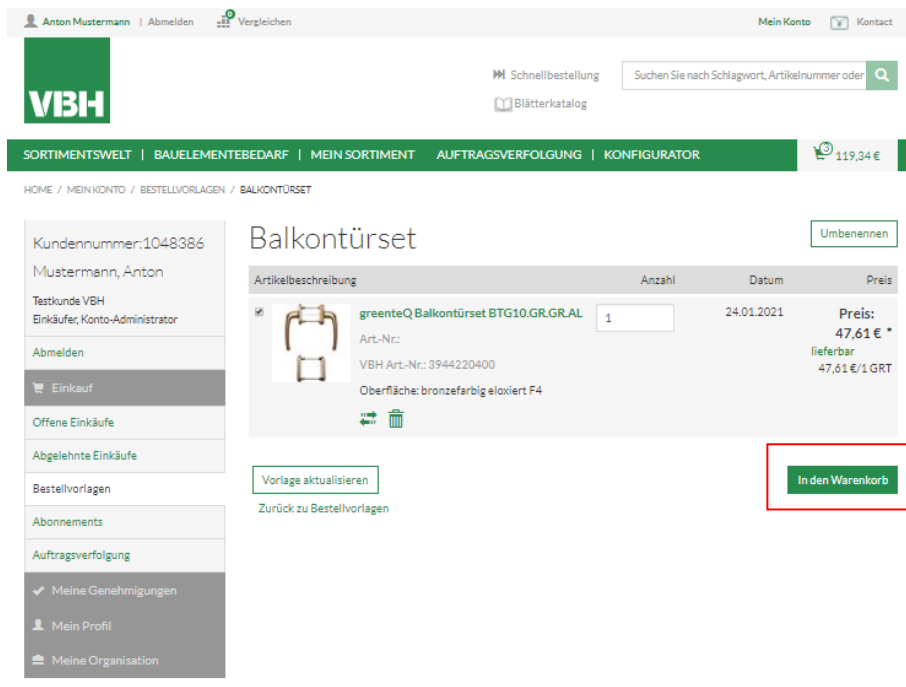 Anton Mustermann | Abmelden 0 Vergleichen Mein Konto Kontact
VBH
Schnellbestellung Suchen Sie nach Schlagwort, Artikelnummer oder
Blätterkatalog
SORTIMENTSWELT | BAUELEMENTEBEDARF | MEIN SORTIMENT AUFTRAGSVERFOLGUNG | KONFIGURATOR 3 119,34 €
HOME / MEIN KONTO / BESTELLVORLAGEN / BALKONTÜRSET
Kundennummer:1048386
Mustermann, Anton
Testkunde VBH
Einkäufer, Konto-Administrator
Abmelden
Einkauf
Offene Einkäufe
Abgelehnte Einkäufe
Bestellvorlagen
Abonnements
Auftragsverfolgung
Meine Genehmigungen
Mein Profil
Meine Organisation
Balkontürset Umbenennen
Artikelbeschreibung Anzahl Datum Preis
greenteQ Balkontürset BTG10.GR.GR.AL 1 24.01.2021 Preis:
47,61 € *
Art.-Nr.: lieferbar
VBH Art.-Nr.: 3944220400 47,61 €/1 GRT
Oberfläche: bronzefarbig eloxiert F4
Vorlage aktualisieren In den Warenkorb
Zurück zu Bestellvorlagen